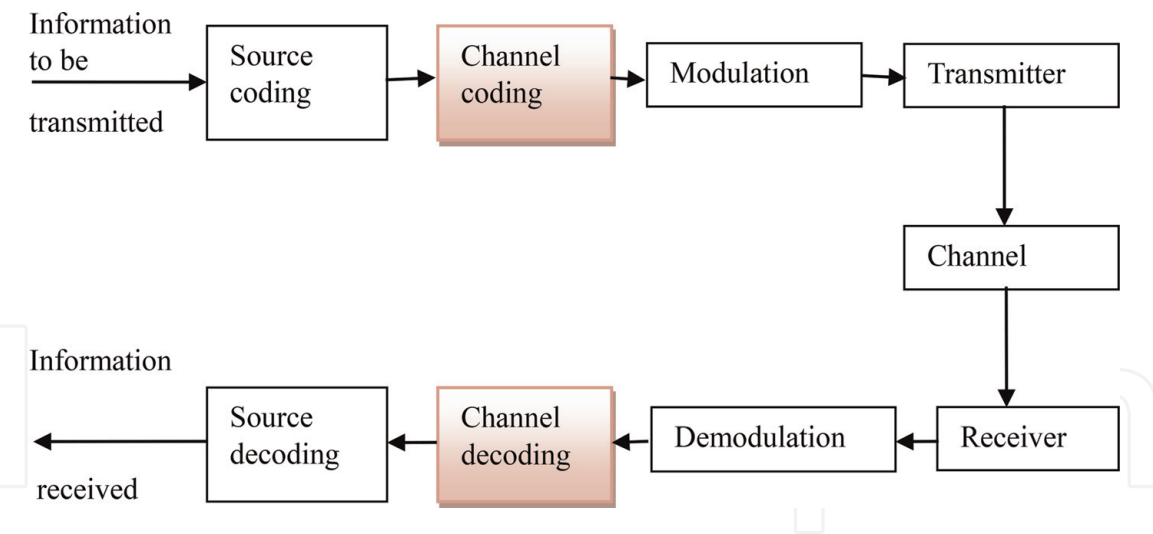 Information
to be
transmitted
Source
coding
Channel
coding
Modulation
Transmitter
Channel
Receiver
Demodulation
Channel
decoding
Source
decoding
Information
received